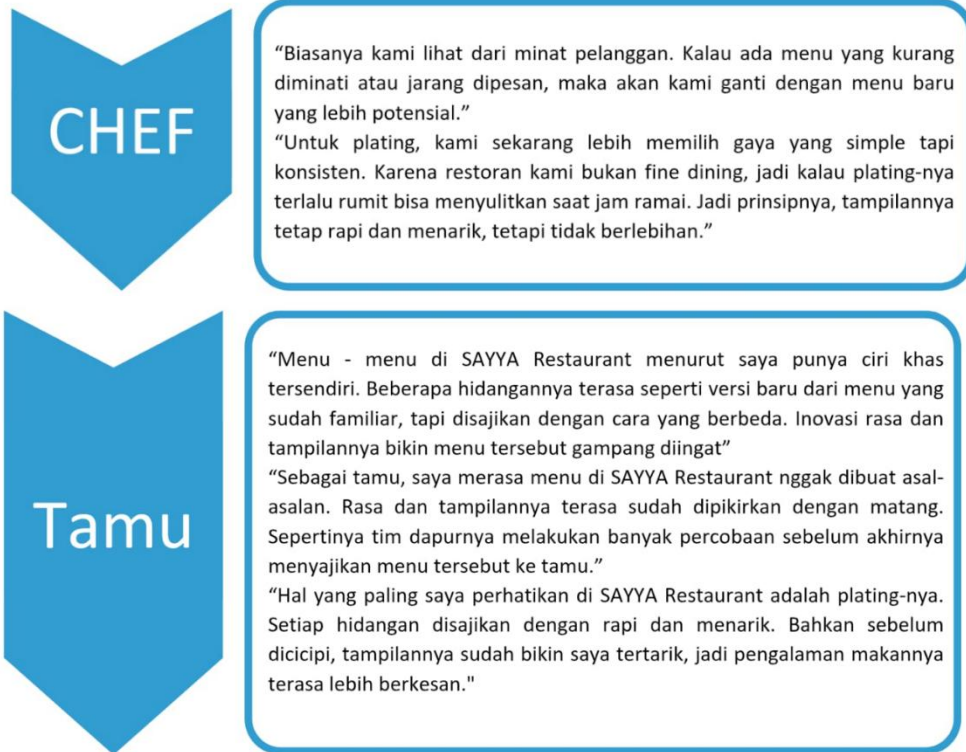 CHEF
“Biasanya kami lihat dari minat pelanggan. Kalau ada menu yang kurang
diminati atau jarang dipesan, maka akan kami ganti dengan menu baru
yang lebih potensial.”
“Untuk plating, kami sekarang lebih memilih gaya yang simple tapi
konsisten. Karena restoran kami bukan fine dining, jadi kalau plating-nya
terlalu rumit bisa menyulitkan saat jam ramai. Jadi prinsipnya, tampilannya
tetap rapi dan menarik, tetapi tidak berlebihan.”
Tamu
“Menu - menu di SAYYA Restaurant menurut saya punya ciri khas
tersendiri. Beberapa hidangannya terasa seperti versi baru dari menu yang
sudah familiar, tapi disajikan dengan cara yang berbeda. Inovasi rasa dan
tampilannya bikin menu tersebut gampang diingat”
“Sebagai tamu, saya merasa menu di SAYYA Restaurant nggak dibuat asal-
asalan. Rasa dan tampilannya terasa sudah dipikirkan dengan matang.
Sepertinya tim dapurnya melakukan banyak percobaan sebelum akhirnya
menyajikan menu tersebut ke tamu.”
“Hal yang paling saya perhatikan di SAYYA Restaurant adalah plating-nya.
Setiap hidangan disajikan dengan rapi dan menarik. Bahkan sebelum
dicicipi, tampilannya sudah bikin saya tertarik, jadi pengalaman makannya
terasa lebih berkesan."